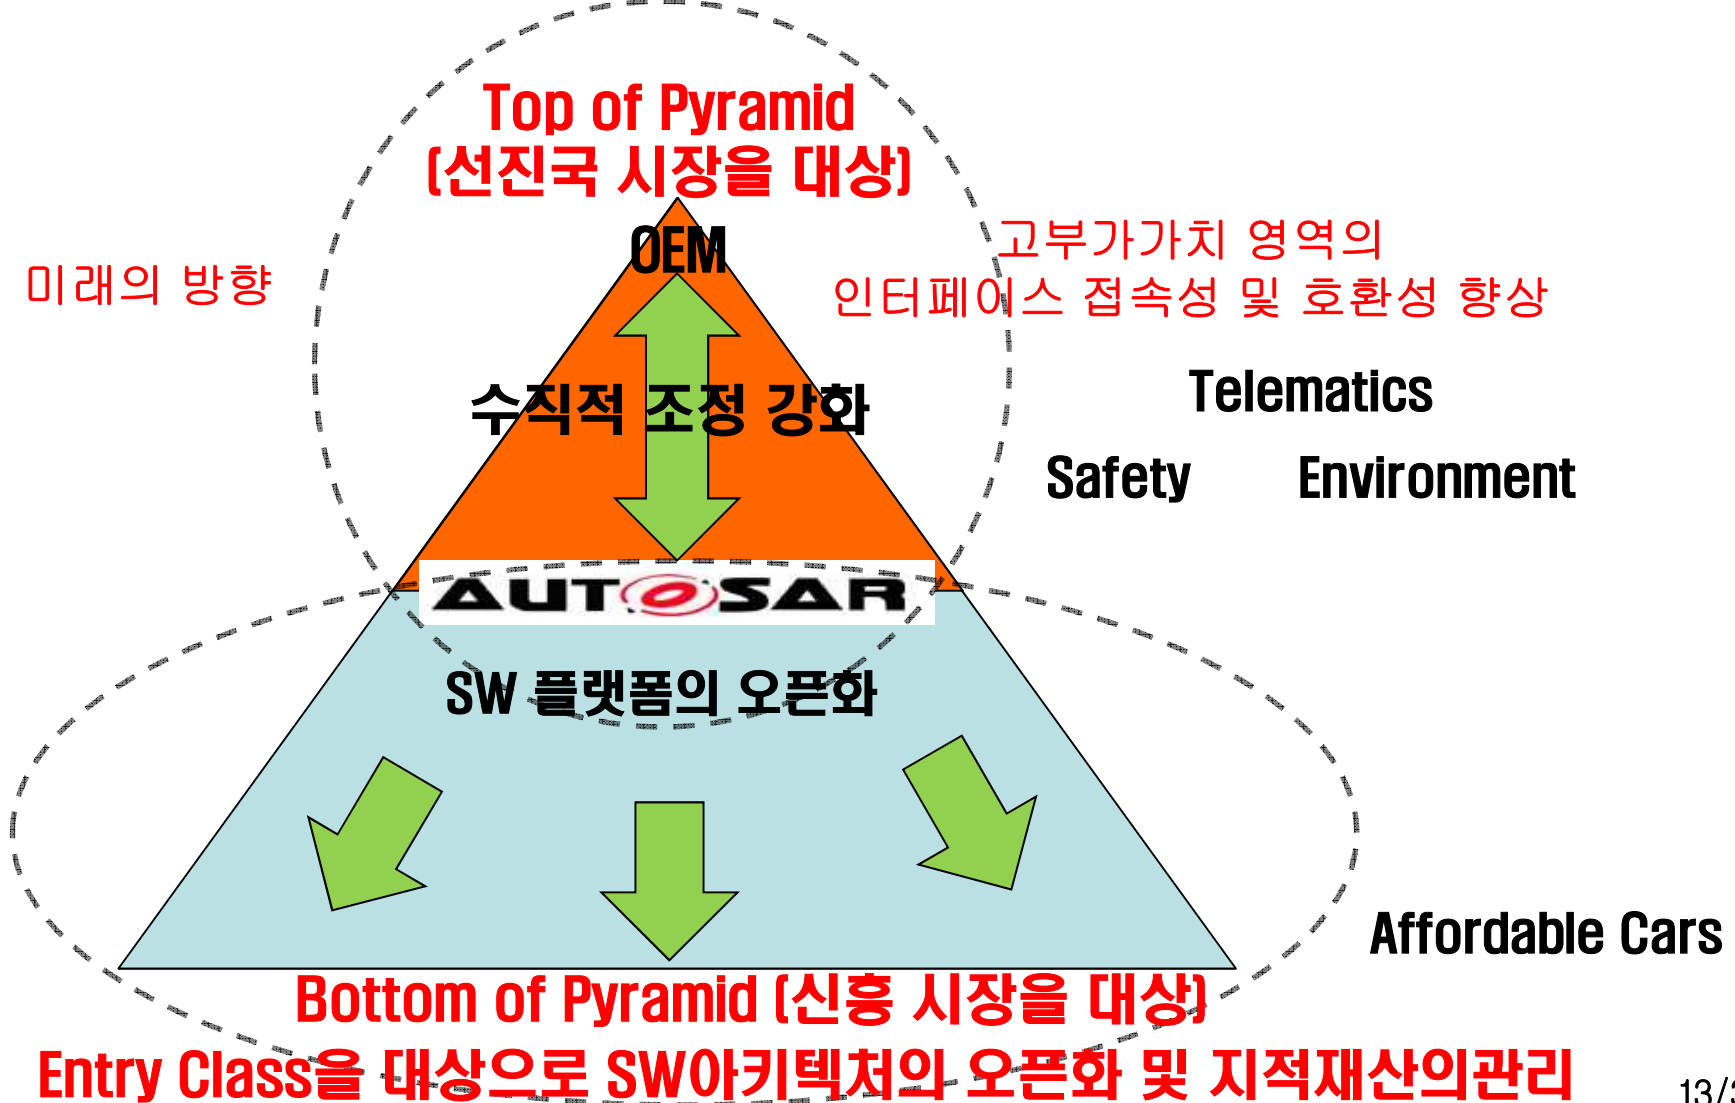 Top of Pyramid
(선진국 시장을 대상)
OEM
미래의 방향
고부가가치 영역의
인터페이스 접속성 및 호환성 향상
수직적 조정 강화
Telematics
Safety
Environment
AUTOSAR
SW 플랫폼의 오픈화
Affordable Cars
Bottom of Pyramid (신흥 시장을 대상)
Entry Class을 대상으로 SW아키텍처의 오픈화 및 지적재산의관리